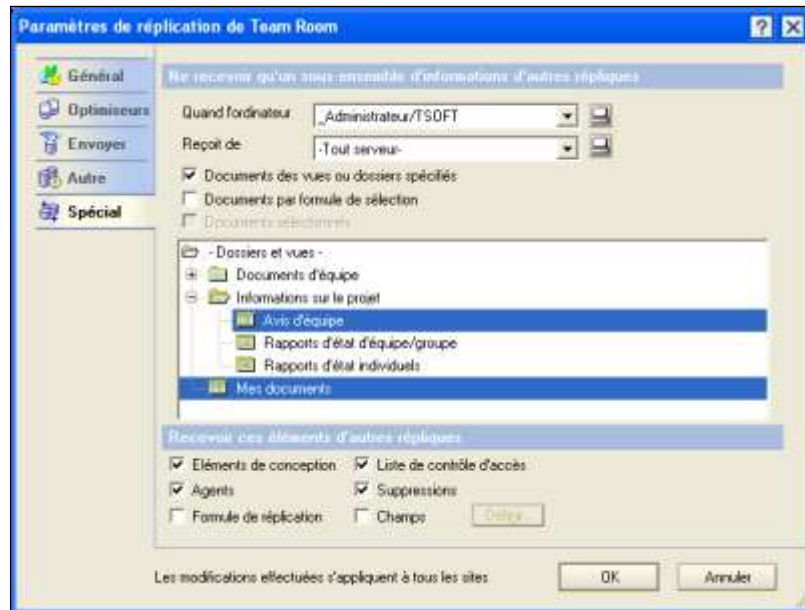 Paramètres de réplication de Team Room
Général
Optimiseurs
Envoyer
Autre
Spécial
Ne recevoir qu'un sous-ensemble d'informations d'autres répliques
Quand l'ordinateur _Administrateur/TSOFT
Reçoit de -Tout serveur-
Documents des vues ou dossiers spécifiés
Documents par formule de sélection
Documents sélectionnés
- Dossiers et vues -
Documents d'équipe
Informations sur le projet
Avis d'équipe
Rapports d'état d'équipe/groupe
Rapports d'état individuels
Mes documents
Recevoir ces éléments d'autres répliques
Eléments de conception Liste de contrôle d'accès
Agents Suppressions
Formule de réplication Champs
Les modifications effectuées s'appliquent à tous les sites OK Annuler